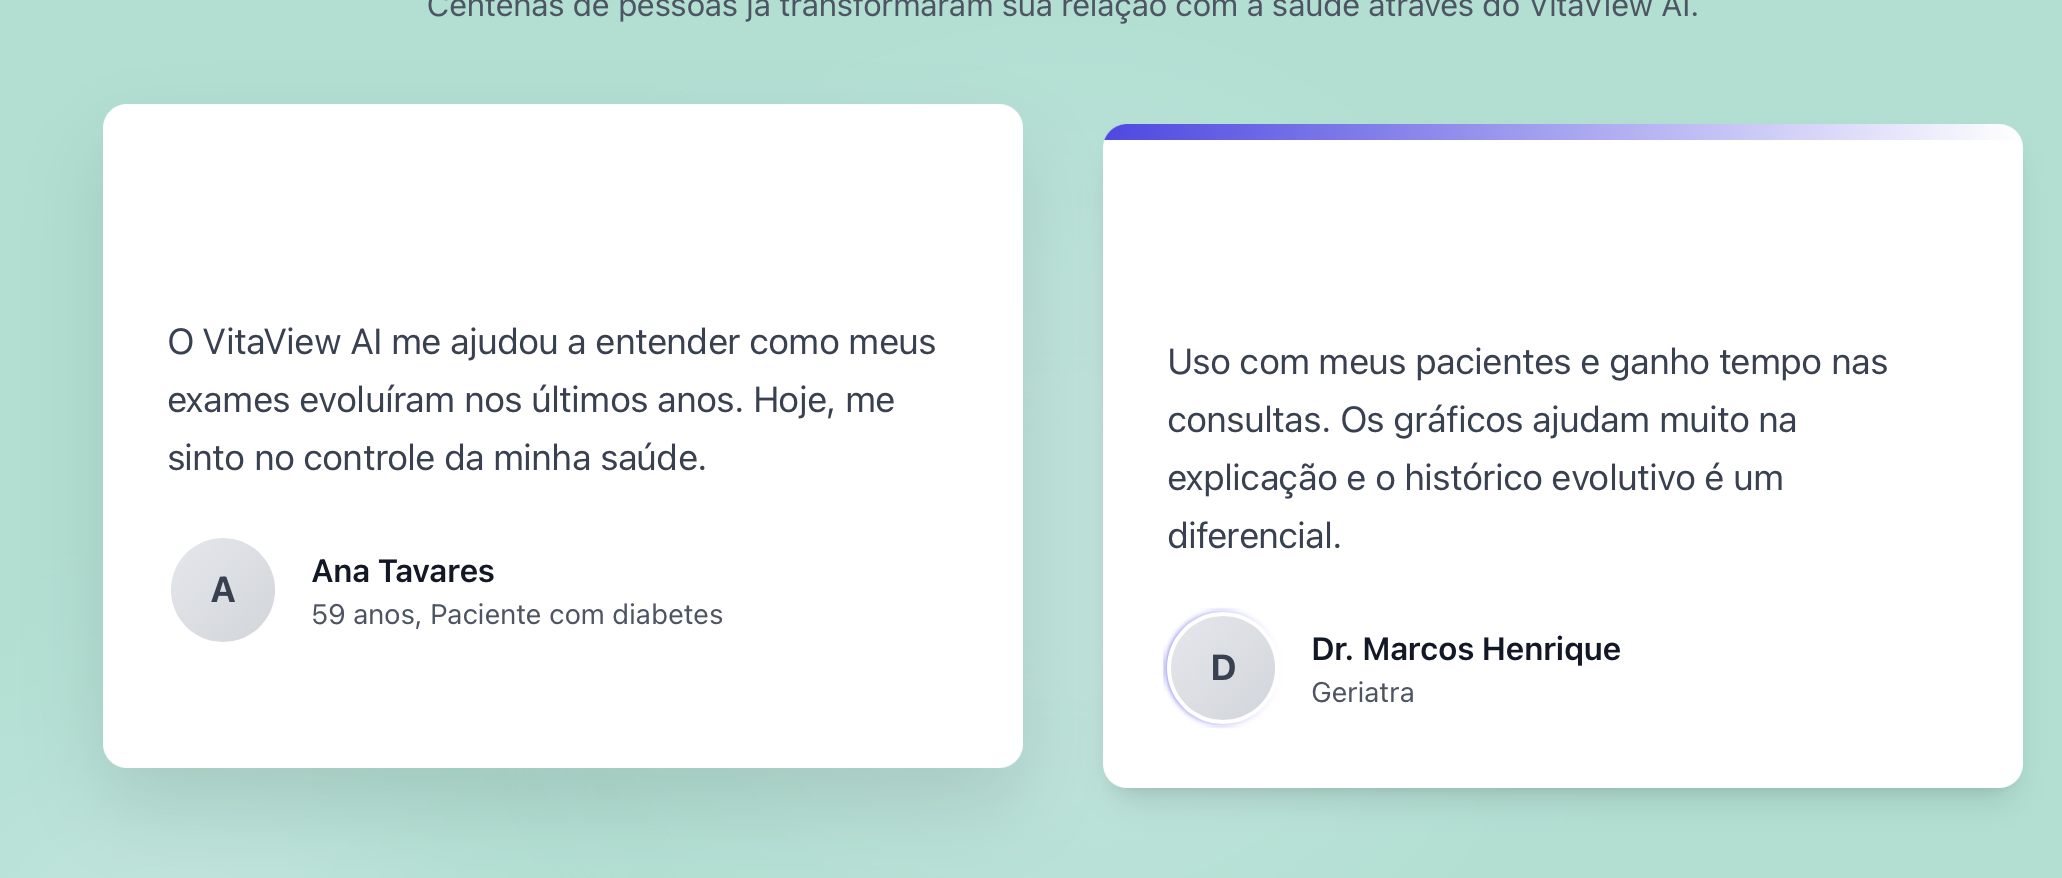 Centenas de pessoas já transformaram sua relação com a saúde através do VitaView AI.
O VitaView AI me ajudou a entender como meus
exames evoluíram nos últimos anos. Hoje, me
sinto no controle da minha saúde.
A
Ana Tavares
59 anos, Paciente com diabetes
Uso com meus pacientes e ganho tempo nas
consultas. Os gráficos ajudam muito na
explicação e o histórico evolutivo é um
diferencial.
D
Dr. Marcos Henrique
Geriatra